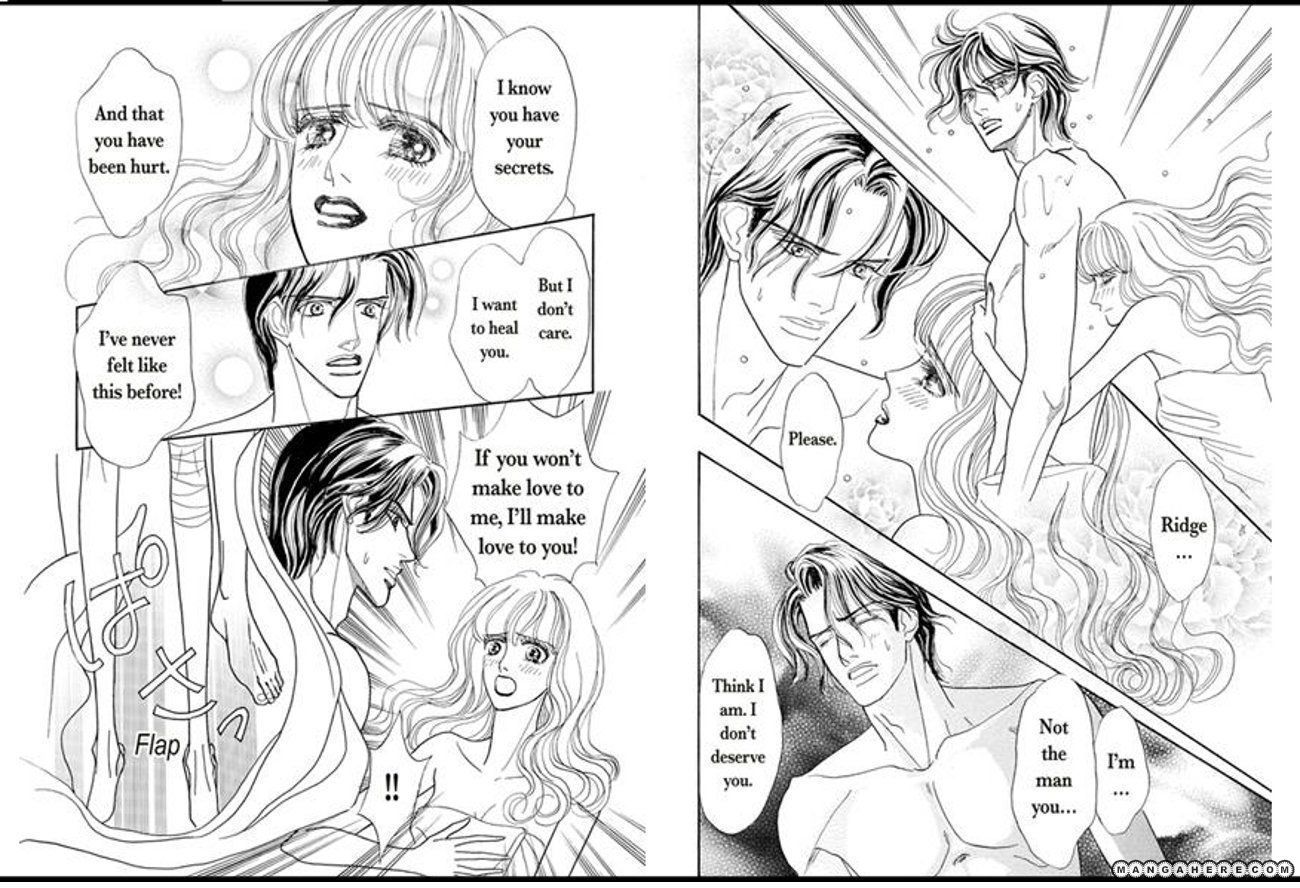 Ridge
...
Please.
I'm
...
Not
the
man
you...
Think I
am. I
don't
deserve
you.
I know
you have
your
secrets.
And that
you have
been hurt.
But I
don't
care.
I want
to heal
you.
I've never
felt like
this before!
If you won't
make love to
me, I'll make
love to you!
Flap
!!
MANGAHERE.COM